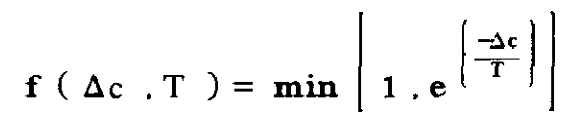 f ( Δc . T ) = min [ 1 . e^(-Δc/T) ]